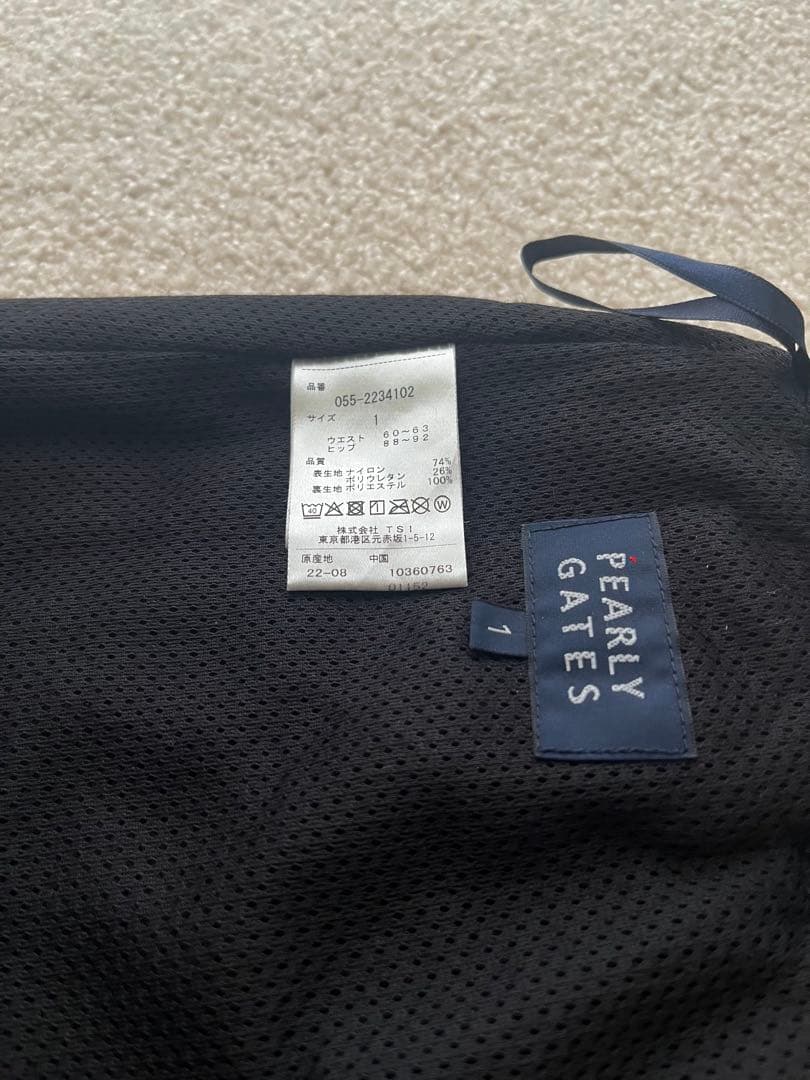 品番
055-2234102
サイズ 1
ウエスト 60~63
ヒップ 88~92
品質
表生地 ナイロン 74%
ポリウレタン 26%
裏生地 ポリエステル 100%
40 W
株式会社 TSI
東京都港区元赤坂1-5-12
原産地 中国
22-08 10360763
01152
1
PEARLY
GATES